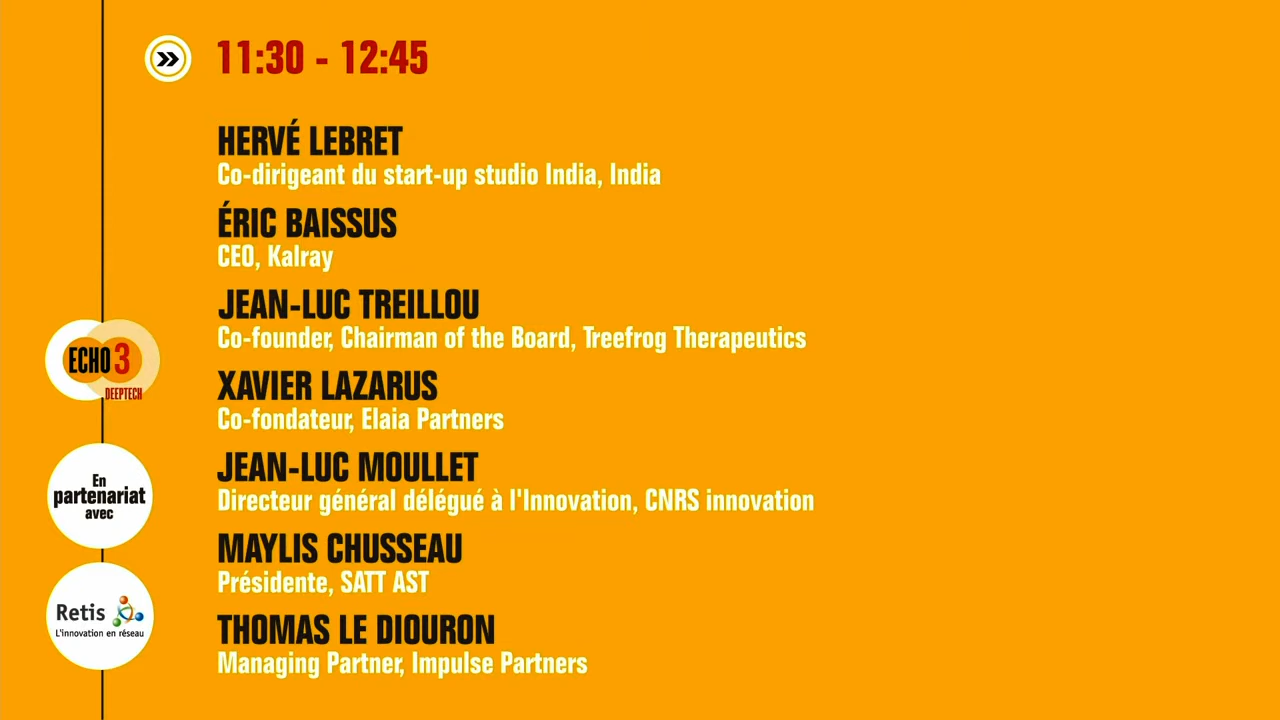 11:30 - 12:45
HERVÉ LEBRET
Co-dirigeant du start-up studio India, India
ÉRIC BAISSUS
CEO, Kalray
JEAN-LUC TREILLOU
Co-founder, Chairman of the Board, Treefrog Therapeutics
XAVIER LAZARUS
Co-fondateur, Elaia Partners
JEAN-LUC MOULLET
Directeur général délégué à l'Innovation, CNRS innovation
MAYLIS CHUSSEAU
Présidente, SATT AST
THOMAS LE DIOURON
Managing Partner, Impulse Partners
ECHO 3
DEEPTECH
En
partenariat
avec
Retis
L'innovation en réseau